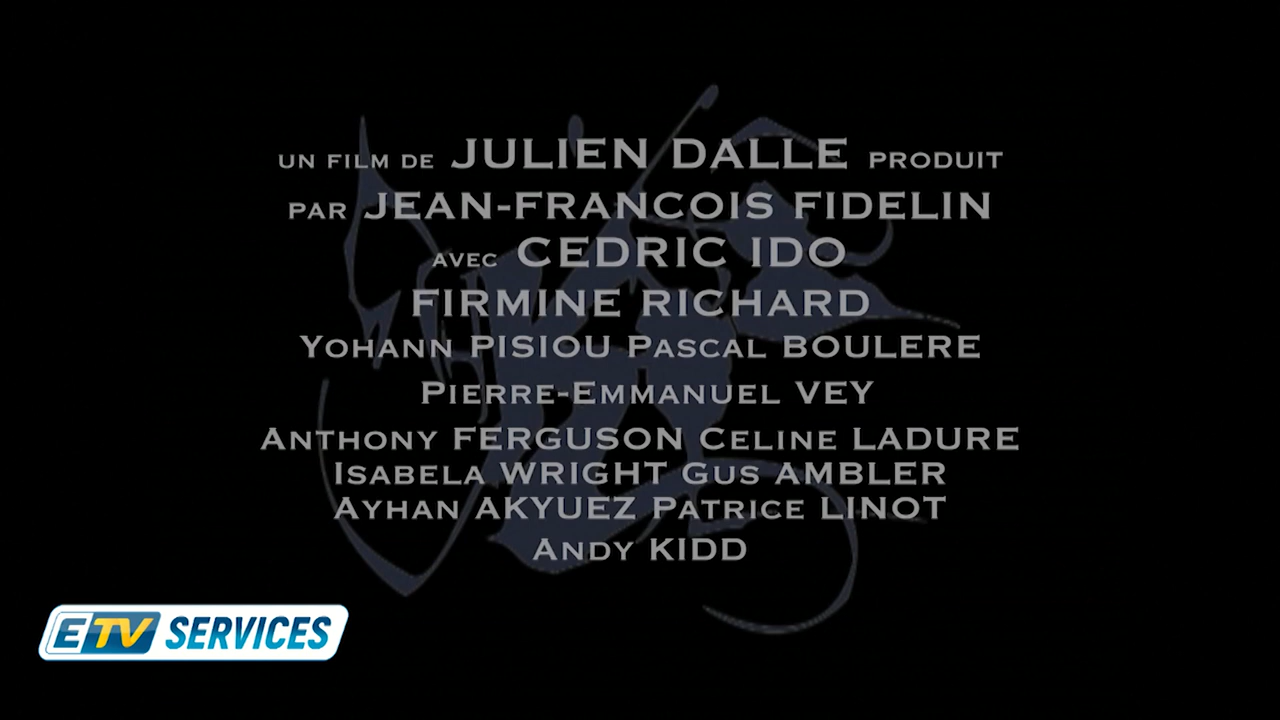 UN FILM DE JULIEN DALLE PRODUIT
PAR JEAN-FRANCOIS FIDELIN
AVEC CEDRIC IDO
FIRMINE RICHARD
YOHANN PISIOU PASCAL BOULERE
PIERRE-EMMANUEL VEY
ANTHONY FERGUSON CELINE LADURE
ISABELA WRIGHT GUS AMBLER
AYHAN AKYUEZ PATRICE LINOT
ANDY KIDD
ETV SERVICES